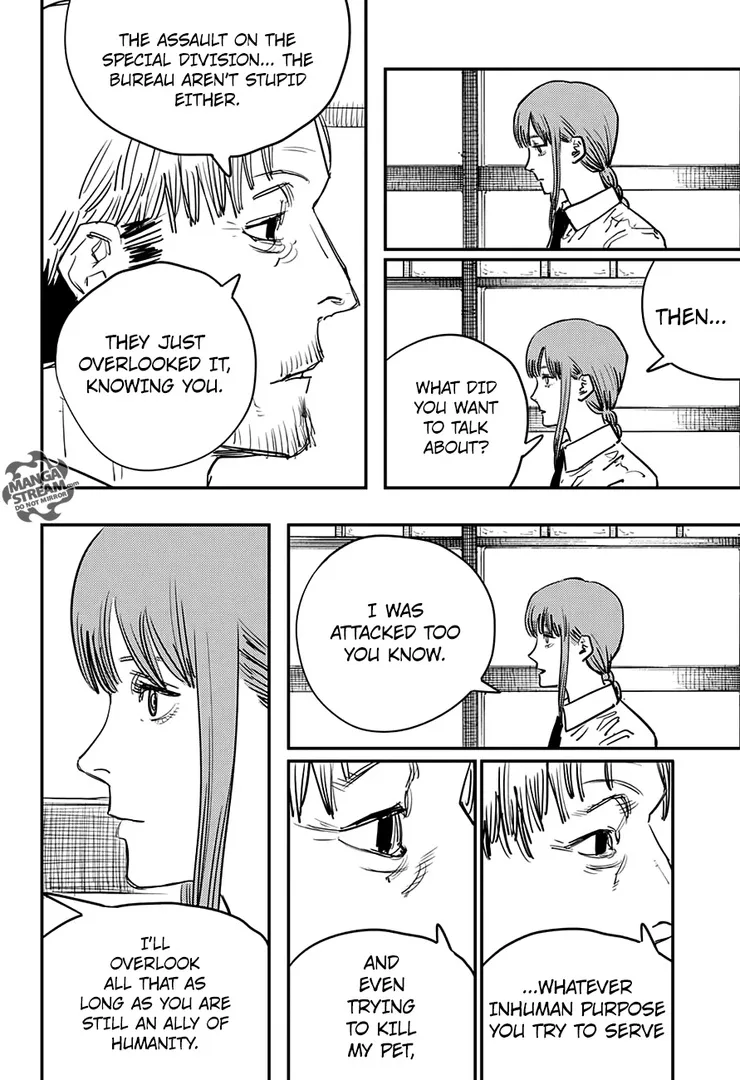 THEN...
WHAT DID
YOU WANT
TO TALK
ABOUT?
THE ASSAULT ON THE
SPECIAL DIVISION... THE
BUREAU AREN'T STUPID
EITHER.
THEY JUST
OVERLOOKED IT,
KNOWING YOU.
I WAS
ATTACKED TOO
YOU KNOW.
...WHATEVER
INHUMAN PURPOSE
YOU TRY TO SERVE
AND
EVEN
TRYING
TO KILL
MY PET,
I'LL
OVERLOOK
ALL THAT AS
LONG AS YOU ARE
STILL AN ALLY OF
HUMANITY.
MANGA
STREAM.com
DO NOT MIRROR